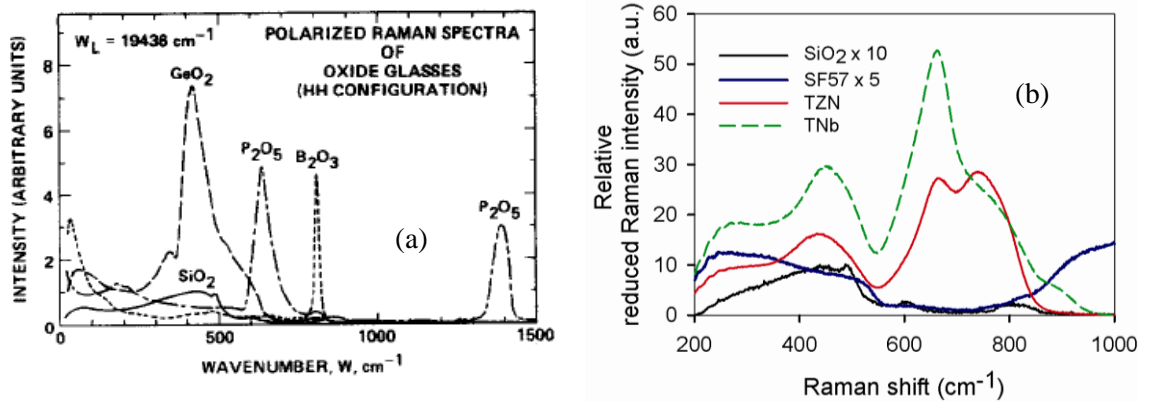 W_L = 19436 cm⁻¹
POLARIZED RAMAN SPECTRA
OF
OXIDE GLASSES
(HH CONFIGURATION)
GeO₂
P₂O₅
B₂O₃
P₂O₅
SiO₂
(a)
INTENSITY (ARBITRARY UNITS)
8
6
4
2
0
0
500
1000
1500
WAVENUMBER, W, cm⁻¹
Relative
reduced Raman intensity (a.u.)
60
50
40
30
20
10
0
SiO₂ x 10
SF57 x 5
TZN
TNb
(b)
200
400
600
800
1000
Raman shift (cm⁻¹)